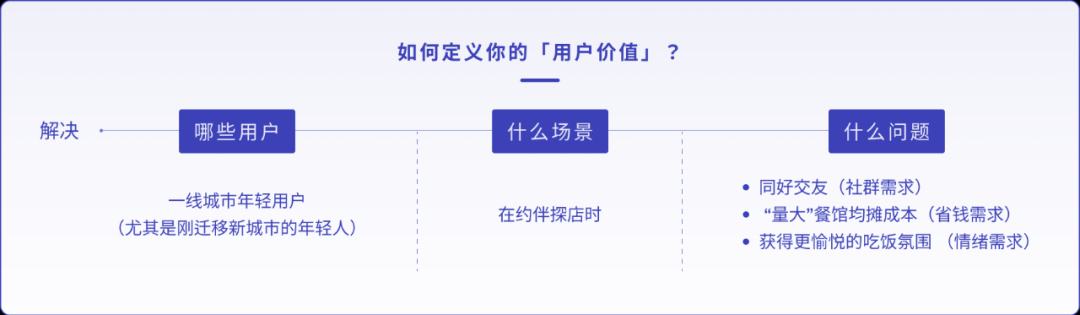 如何定义你的「用户价值」？
解决
哪些用户
什么场景
什么问题
一线城市年轻用户
（尤其是刚迁移新城市的年轻人）
在约伴探店时
同好交友（社群需求）
“量大”餐馆均摊成本（省钱需求）
获得更愉悦的吃饭氛围 （情绪需求）